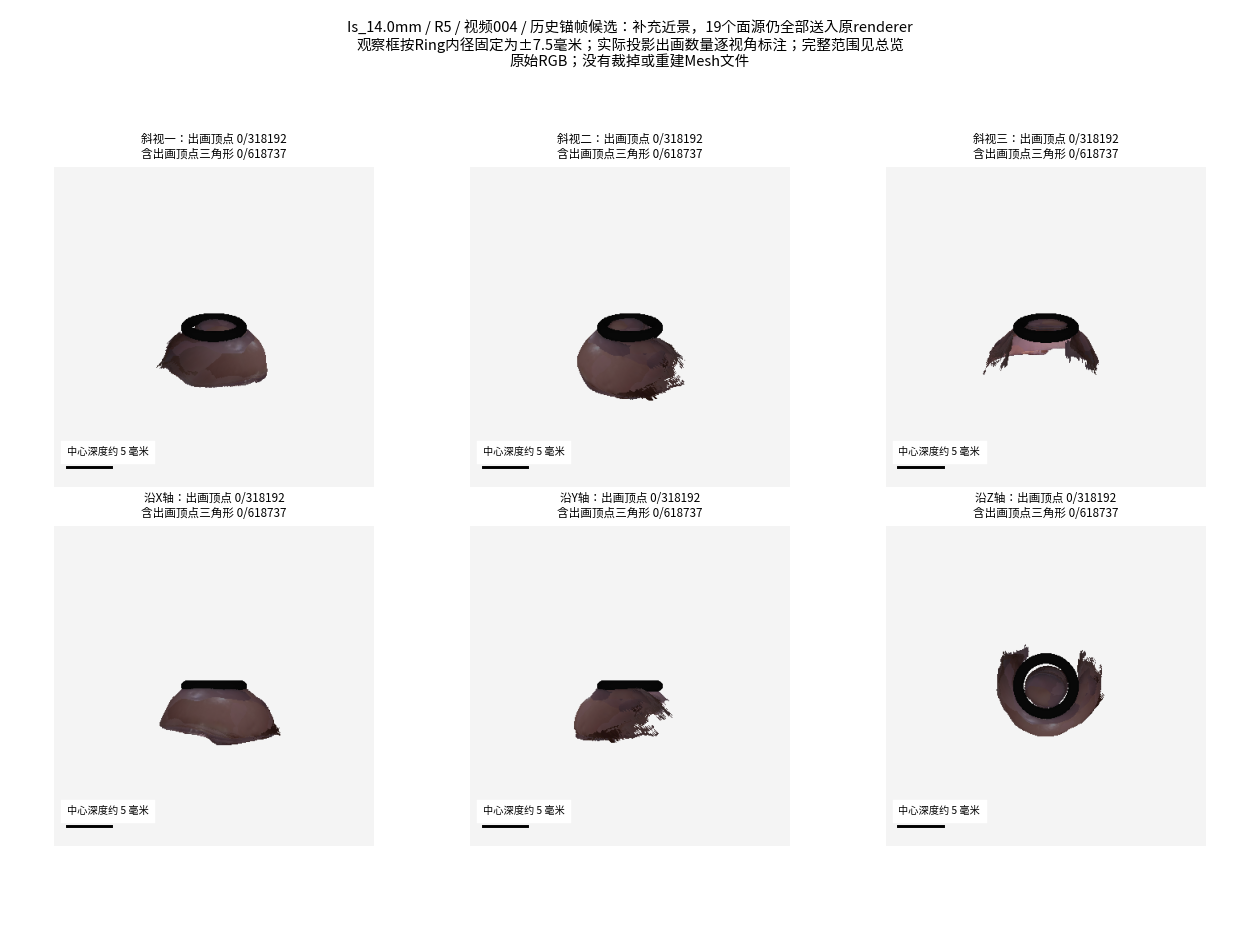 Is_14.0mm / R5 / 视频004 / 历史锚帧候选：补充近景，19个面源仍全部送入原renderer
观察框按Ring内径固定为±7.5毫米；实际投影出画数量逐视角标注；完整范围见总览
原始RGB；没有裁掉或重建Mesh文件
斜视一：出画顶点 0/318192
含出画顶点三角形 0/618737
斜视二：出画顶点 0/318192
含出画顶点三角形 0/618737
斜视三：出画顶点 0/318192
含出画顶点三角形 0/618737
中心深度约 5 毫米
中心深度约 5 毫米
中心深度约 5 毫米
沿X轴：出画顶点 0/318192
含出画顶点三角形 0/618737
沿Y轴：出画顶点 0/318192
含出画顶点三角形 0/618737
沿Z轴：出画顶点 0/318192
含出画顶点三角形 0/618737
中心深度约 5 毫米
中心深度约 5 毫米
中心深度约 5 毫米